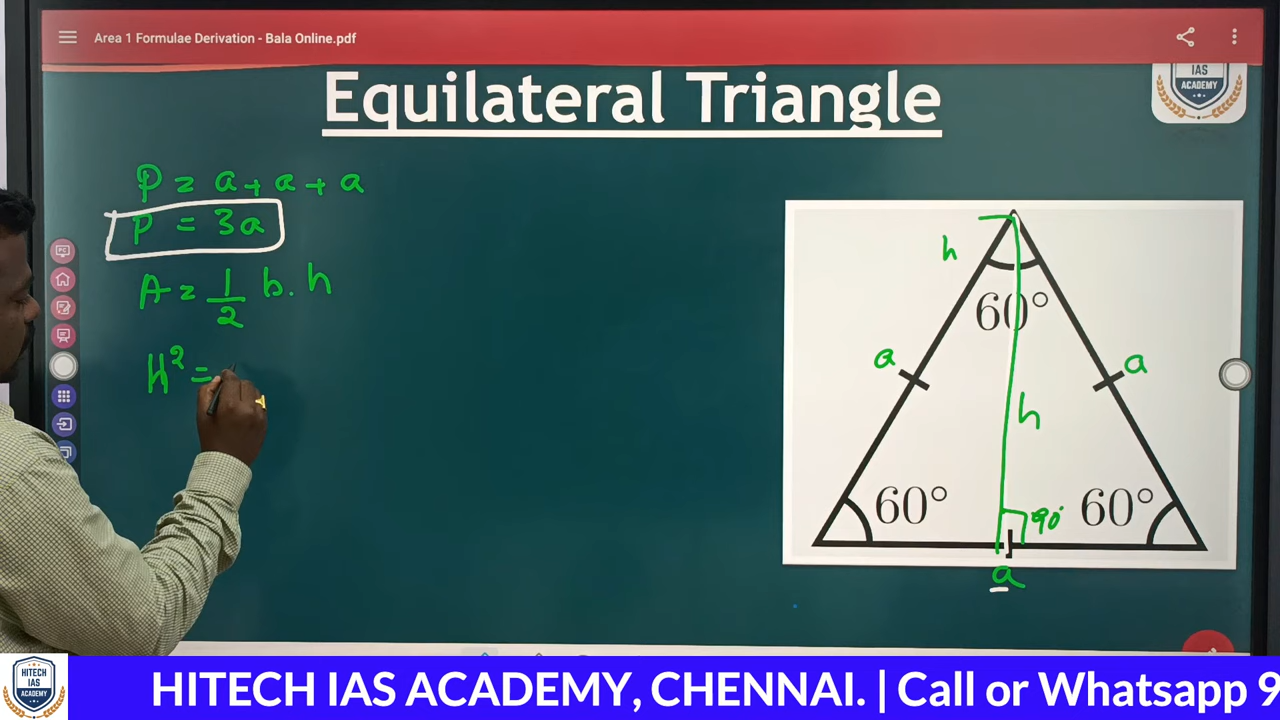 Area 1 Formulae Derivation - Bala Online.pdf
IAS
ACADEMY
Equilateral Triangle
P = a + a + a
P = 3a
A = 1/2 b. h
H² =
h
60°
a
a
h
60°
90°
60°
a
PC
HITECH
IAS
ACADEMY
HITECH IAS ACADEMY, CHENNAI. | Call or Whatsapp 9